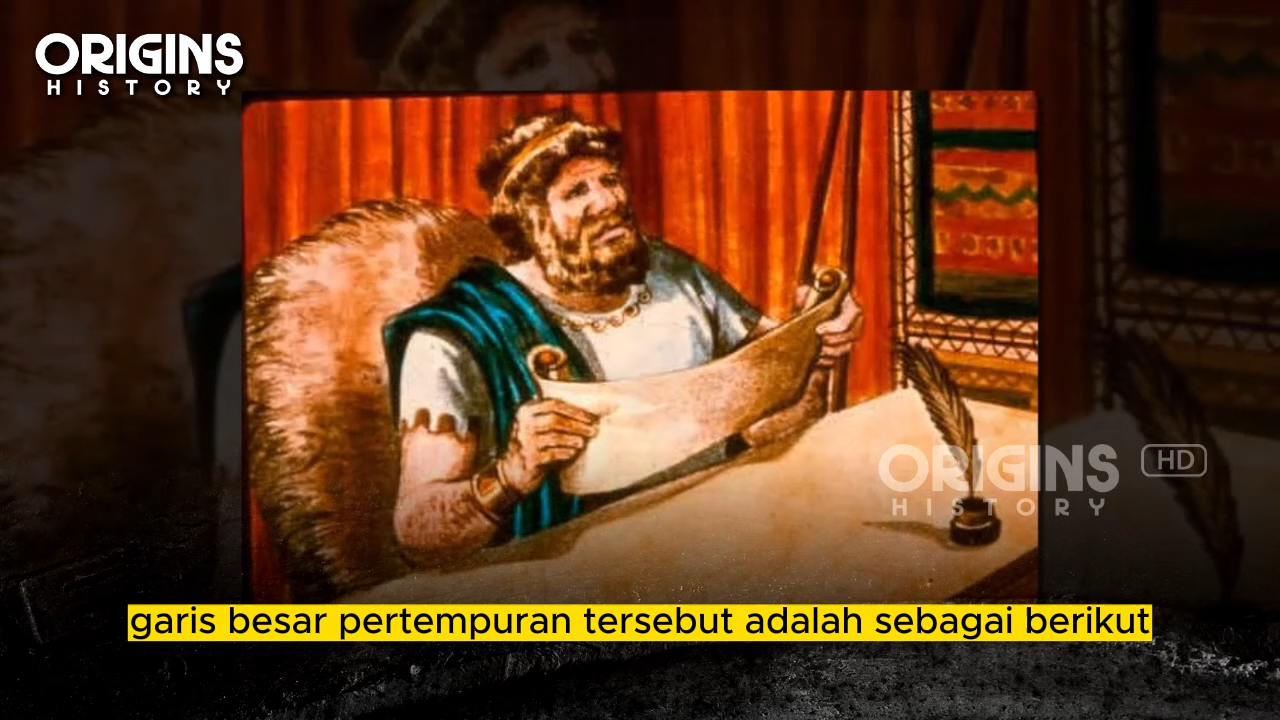 ORIGINS
HISTORY
ORIGINS HD
HISTORY
garis besar pertempuran tersebut adalah sebagai berikut